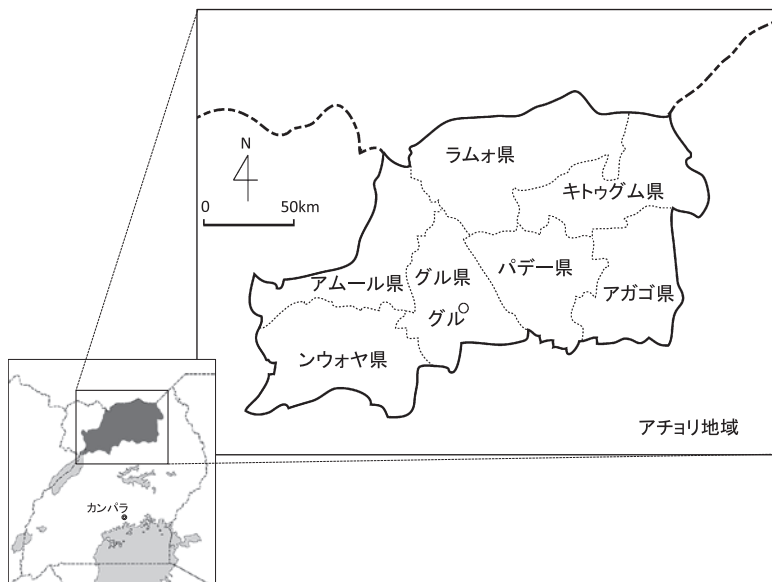 N
0 50km
ラムォ県
キトゥグム県
アムール県
グル県
パデー県
アガゴ県
グル
ンウォヤ県
アチョリ地域
カンパラ